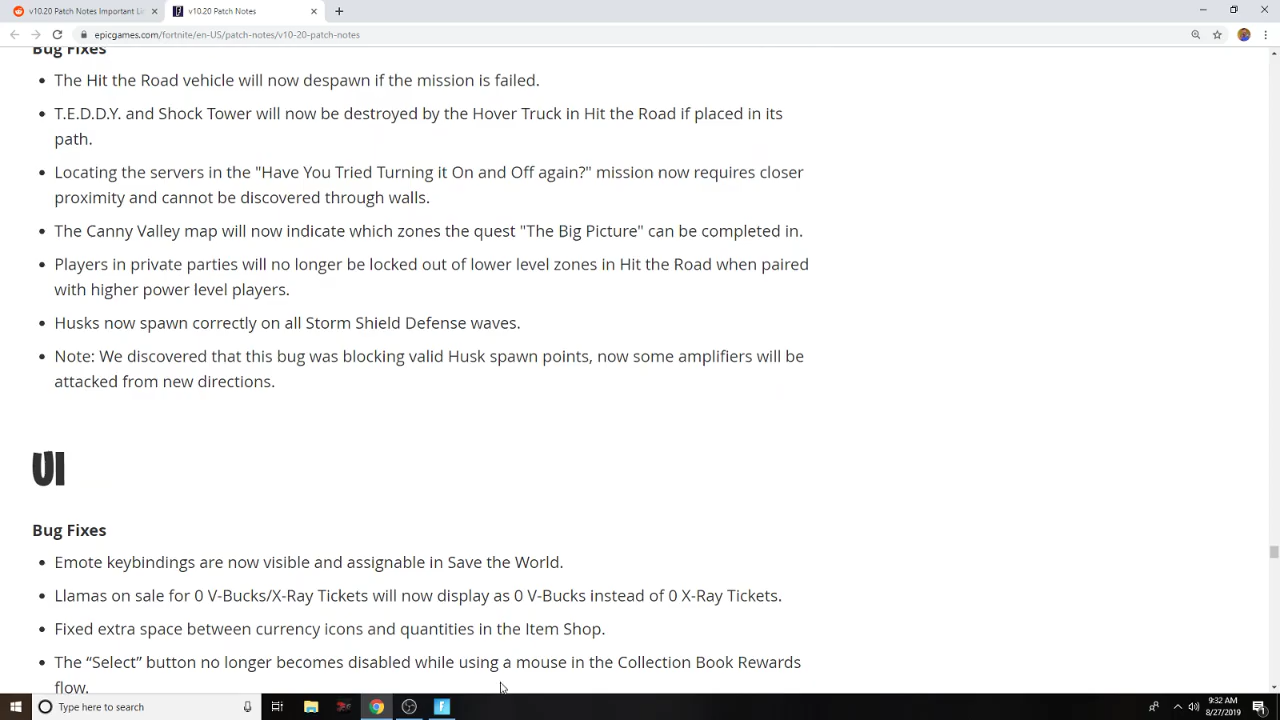 v10.20 Patch Notes Important Li
v10.20 Patch Notes
epicgames.com/fortnite/en-US/patch-notes/v10-20-patch-notes
Bug Fixes
The Hit the Road vehicle will now despawn if the mission is failed.
T.E.D.D.Y. and Shock Tower will now be destroyed by the Hover Truck in Hit the Road if placed in its
path.
Locating the servers in the "Have You Tried Turning it On and Off again?" mission now requires closer
proximity and cannot be discovered through walls.
The Canny Valley map will now indicate which zones the quest "The Big Picture" can be completed in.
Players in private parties will no longer be locked out of lower level zones in Hit the Road when paired
with higher power level players.
Husks now spawn correctly on all Storm Shield Defense waves.
Note: We discovered that this bug was blocking valid Husk spawn points, now some amplifiers will be
attacked from new directions.
UI
Bug Fixes
Emote keybindings are now visible and assignable in Save the World.
Llamas on sale for 0 V-Bucks/X-Ray Tickets will now display as 0 V-Bucks instead of 0 X-Ray Tickets.
Fixed extra space between currency icons and quantities in the Item Shop.
The “Select” button no longer becomes disabled while using a mouse in the Collection Book Rewards
flow.
Type here to search
9:32 AM
8/27/2019